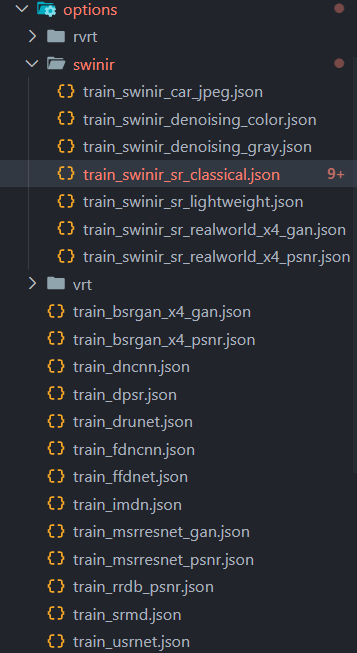 options
rvrt
swinir
train_swinir_car_jpeg.json
train_swinir_denoising_color.json
train_swinir_denoising_gray.json
train_swinir_sr_classical.json 9+
train_swinir_sr_lightweight.json
train_swinir_sr_realworld_x4_gan.json
train_swinir_sr_realworld_x4_psnr.json
vrt
train_bsrgan_x4_gan.json
train_bsrgan_x4_psnr.json
train_dncnn.json
train_dpsr.json
train_drunet.json
train_fdncnn.json
train_ffdnet.json
train_imdn.json
train_msrresnet_gan.json
train_msrresnet_psnr.json
train_rrdb_psnr.json
train_srmd.json
train_usrnet.json